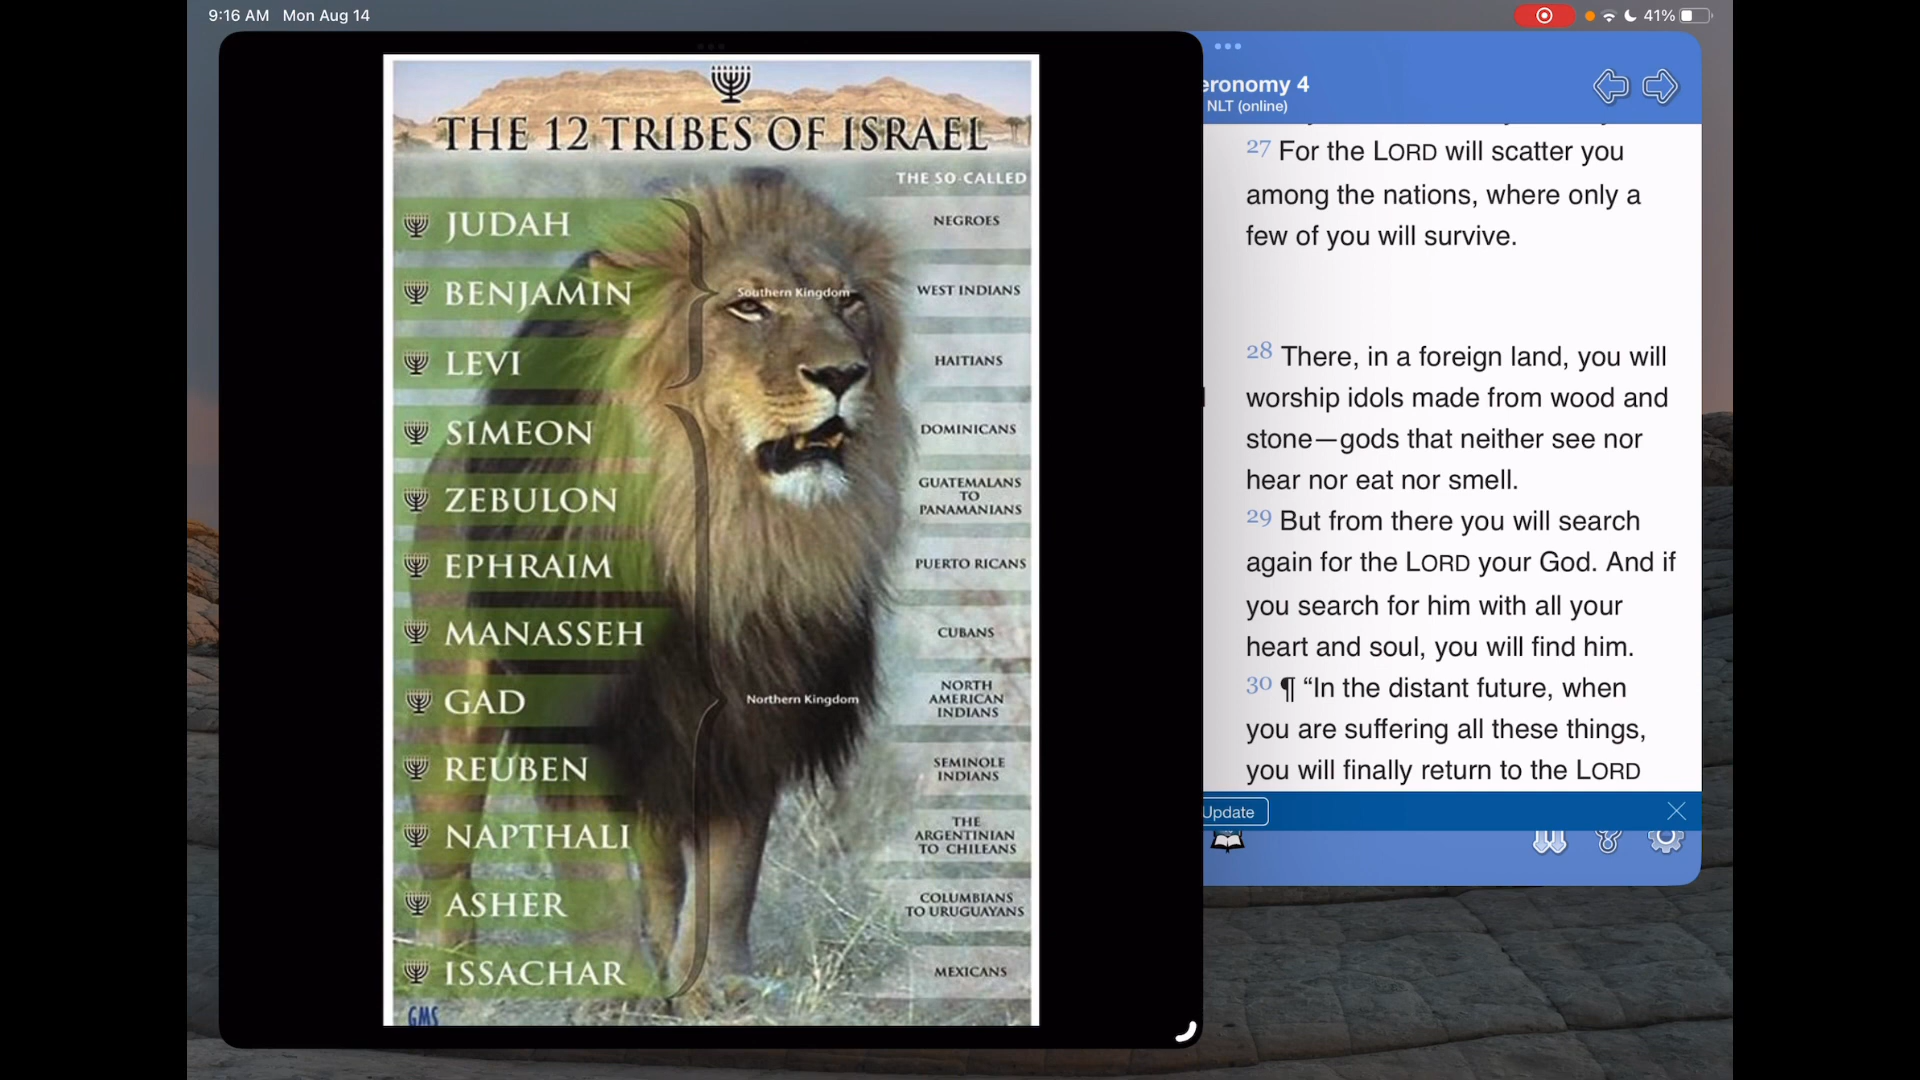 9:16 AM Mon Aug 14
41%
THE 12 TRIBES OF ISRAEL
THE SO-CALLED
JUDAH
NEGROES
BENJAMIN
Southern Kingdom
WEST INDIANS
LEVI
HAITIANS
SIMEON
DOMINICANS
ZEBULON
GUATEMALANS
TO
PANAMANIANS
EPHRAIM
PUERTO RICANS
MANASSEH
CUBANS
GAD
Northern Kingdom
NORTH
AMERICAN
INDIANS
REUBEN
SEMINOLE
INDIANS
NAPTHALI
THE
ARGENTINIAN
TO CHILEANS
ASHER
COLUMBIANS
TO URUGUAYANS
ISSACHAR
MEXICANS
GMS
eronomy 4
NLT (online)
27 For the LORD will scatter you
among the nations, where only a
few of you will survive.
28 There, in a foreign land, you will
worship idols made from wood and
stone—gods that neither see nor
hear nor eat nor smell.
29 But from there you will search
again for the LORD your God. And if
you search for him with all your
heart and soul, you will find him.
30 ¶ “In the distant future, when
you are suffering all these things,
you will finally return to the LORD
Update